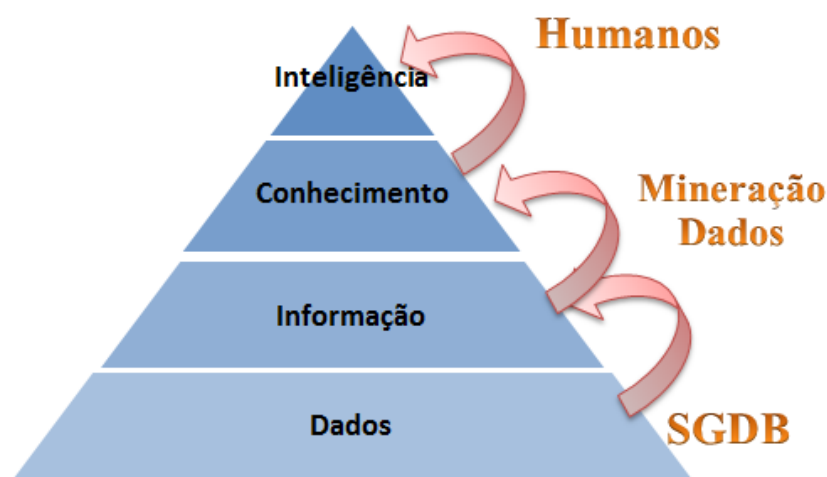 Humanos
Inteligência
Conhecimento
Mineração
Dados
Informação
Dados
SGDB